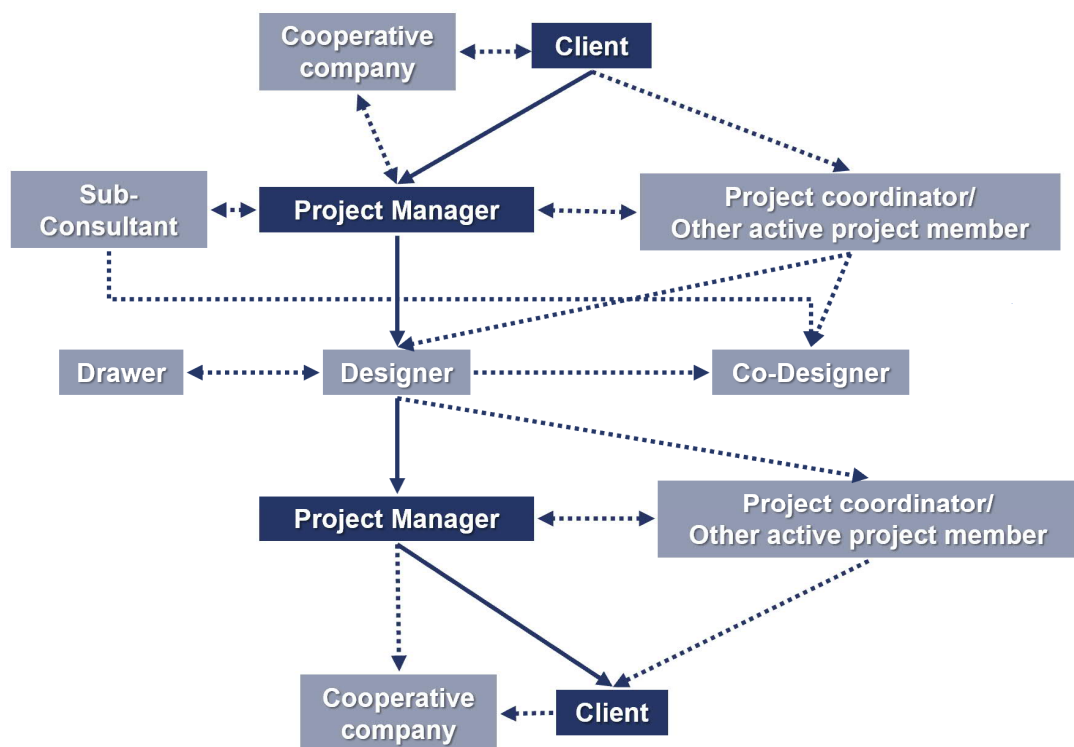 Cooperative
company
Client
Sub-
Consultant
Project Manager
Project coordinator/
Other active project member
Drawer
Designer
Co-Designer
Project Manager
Project coordinator/
Other active project member
Cooperative
company
Client